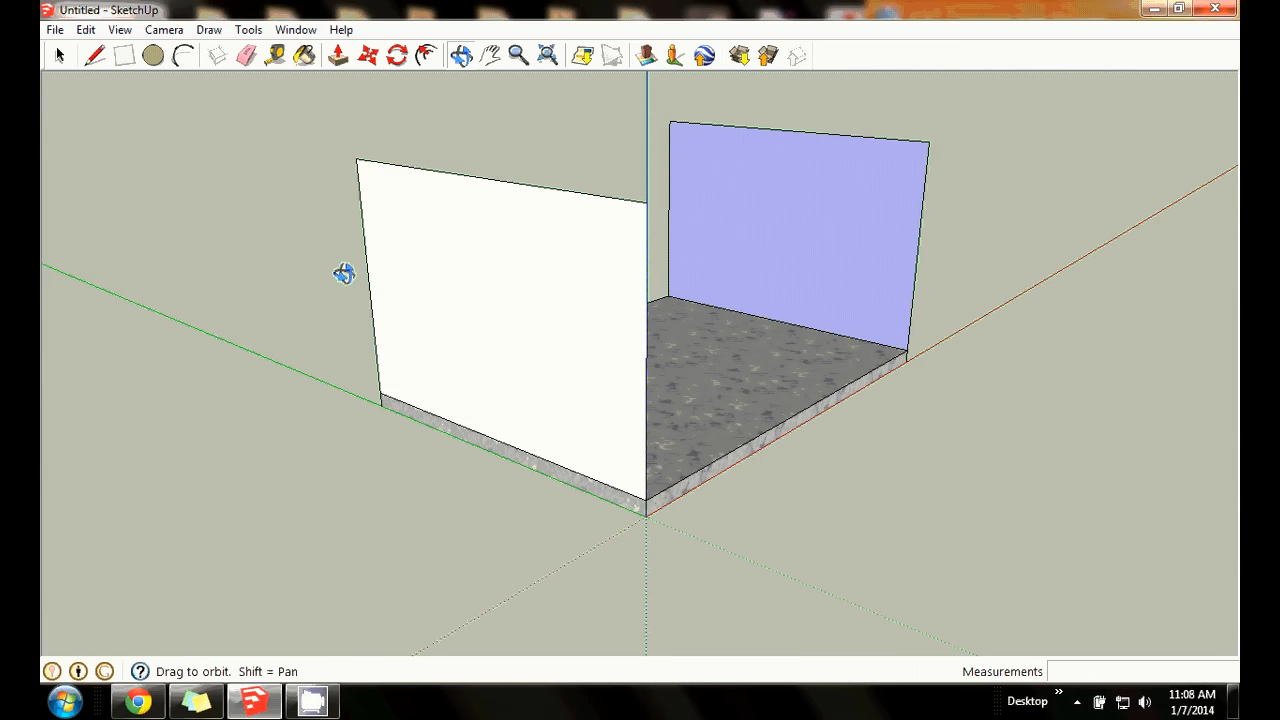 Untitled - SketchUp
File Edit View Camera Draw Tools Window Help
Drag to orbit. Shift = Pan
Measurements
Desktop
11:08 AM
1/7/2014